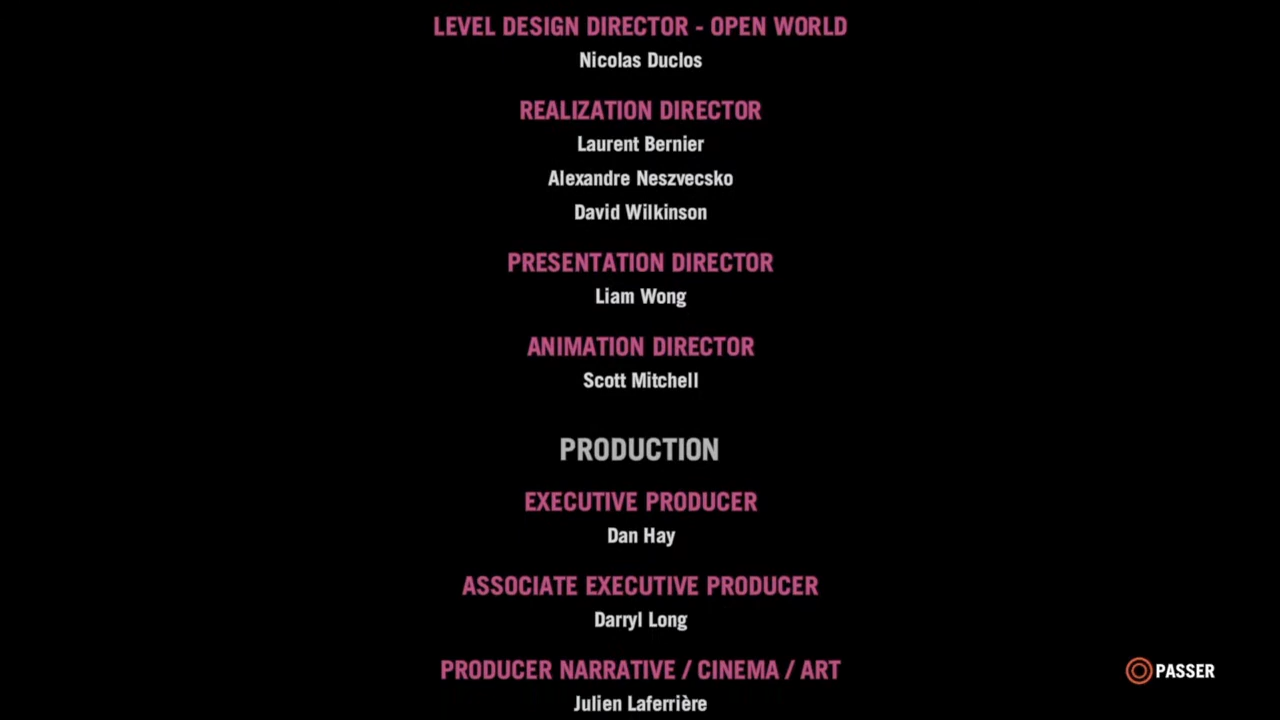 LEVEL DESIGN DIRECTOR - OPEN WORLD
Nicolas Duclos
REALIZATION DIRECTOR
Laurent Bernier
Alexandre Neszvecsko
David Wilkinson
PRESENTATION DIRECTOR
Liam Wong
ANIMATION DIRECTOR
Scott Mitchell
PRODUCTION
EXECUTIVE PRODUCER
Dan Hay
ASSOCIATE EXECUTIVE PRODUCER
Darryl Long
PRODUCER NARRATIVE / CINEMA / ART
Julien Laferrière
PASSER